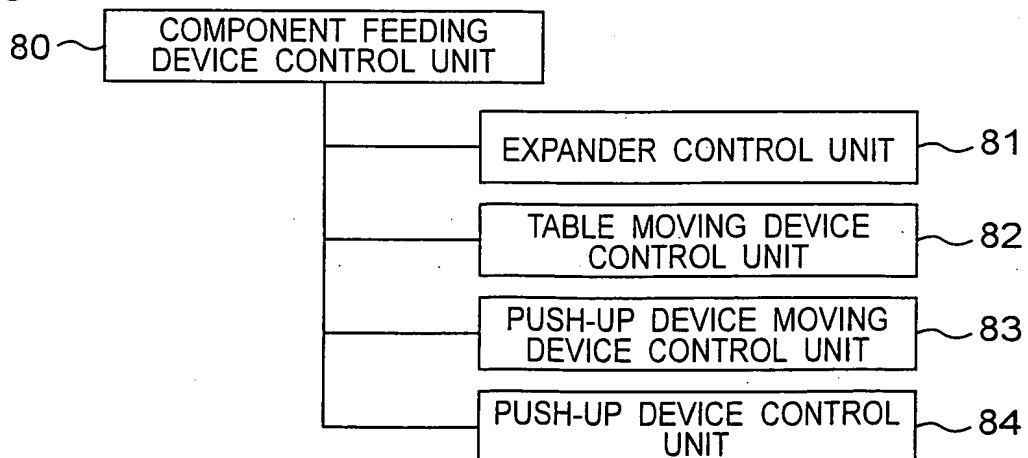 COMPONENT FEEDING
80 DEVICE CONTROL UNIT
EXPANDER CONTROL UNIT 81
TABLE MOVING DEVICE
CONTROL UNIT 82
PUSH-UP DEVICE MOVING
DEVICE CONTROL UNIT 83
PUSH-UP DEVICE CONTROL
UNIT 84